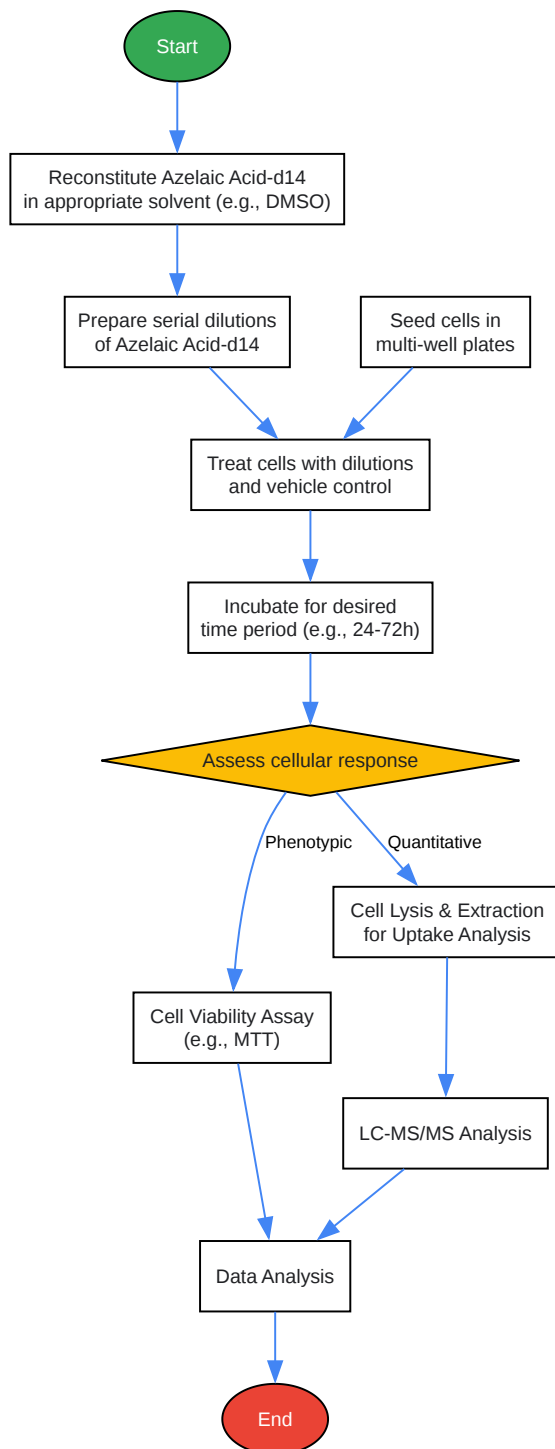 Start
Reconstitute Azelaic Acid-d14
in appropriate solvent (e.g., DMSO)
Prepare serial dilutions
of Azelaic Acid-d14
Seed cells in
multi-well plates
Treat cells with dilutions
and vehicle control
Incubate for desired
time period (e.g., 24-72h)
Assess cellular response
Phenotypic
Quantitative
Cell Lysis & Extraction
for Uptake Analysis
Cell Viability Assay
(e.g., MTT)
LC-MS/MS Analysis
Data Analysis
End